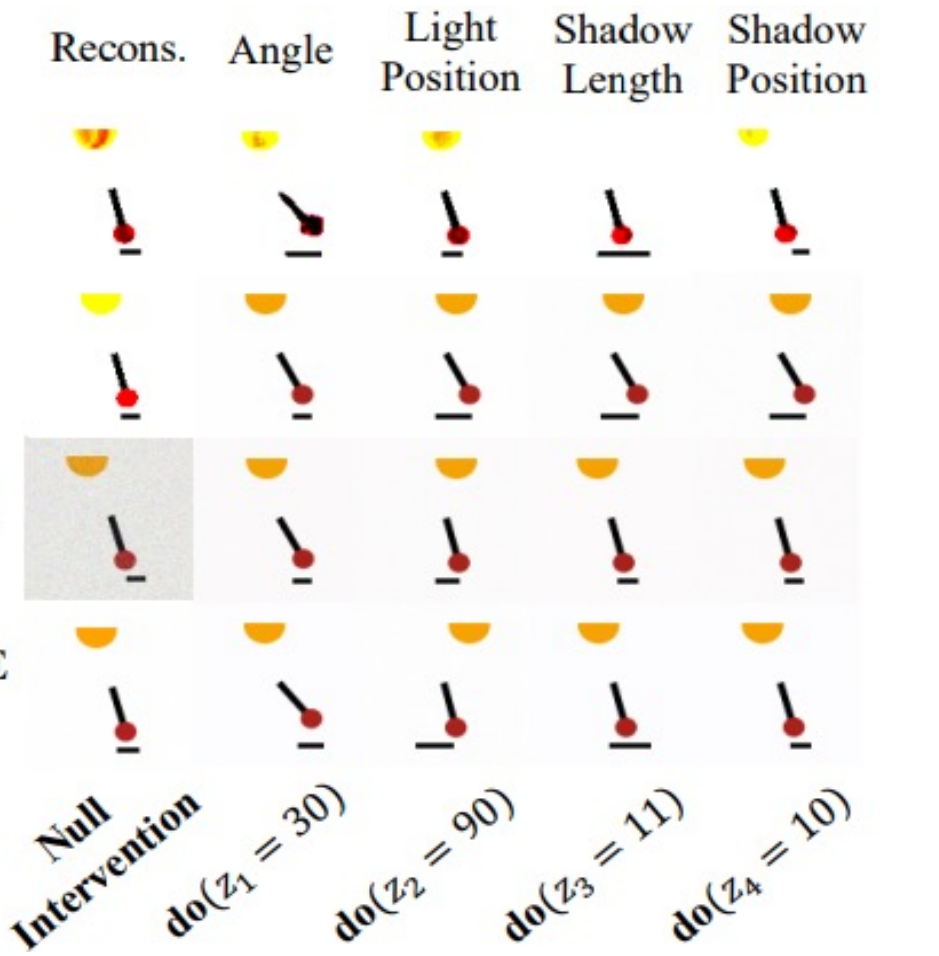 Recons.
Angle
Light
Position
Shadow
Length
Shadow
Position
E
Null
Intervention
do(z₁ = 30)
do(z₂ = 90)
do(z₃ = 11)
do(z₄ = 10)